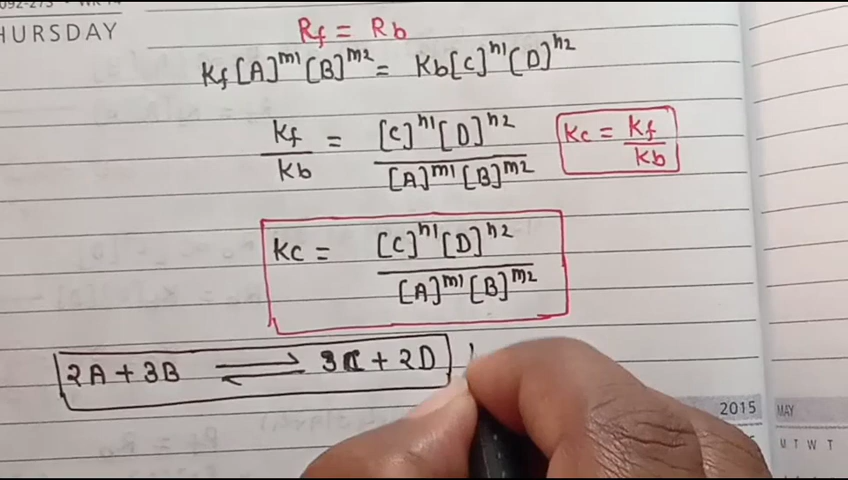 HURSDAY
Rf = Rb
Kf[A]^m1[B]^m2 = Kb[C]^n1[D]^n2
Kf/Kb = [C]^n1[D]^n2/[A]^m1[B]^m2 Kc = Kf/Kb
Kc = [C]^n1[D]^n2/[A]^m1[B]^m2
2A + 3B ⇌ 3C + 2D
2015 MAY
M T W T